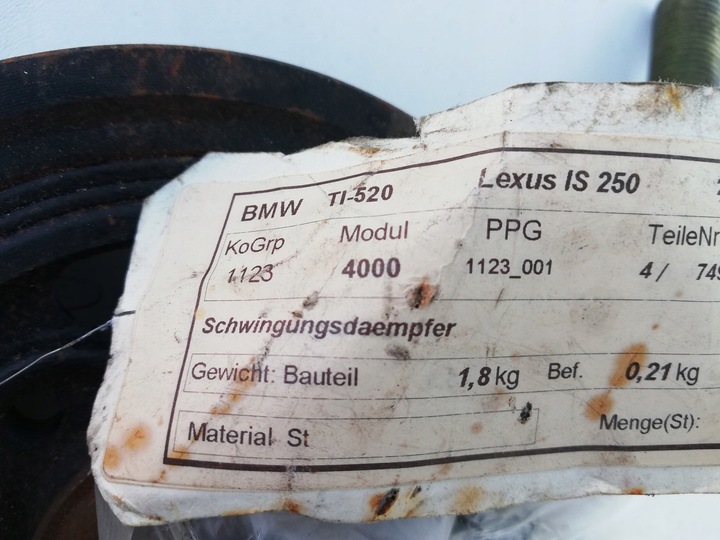 BMW TI-520 Lexus IS 250
KoGrp Modul PPG TeileNr
1123 4000 1123_001 4 / 749
Schwingungsdaempfer
Gewicht: Bauteil 1,8 kg Bef. 0,21 kg
Material St Menge(St):